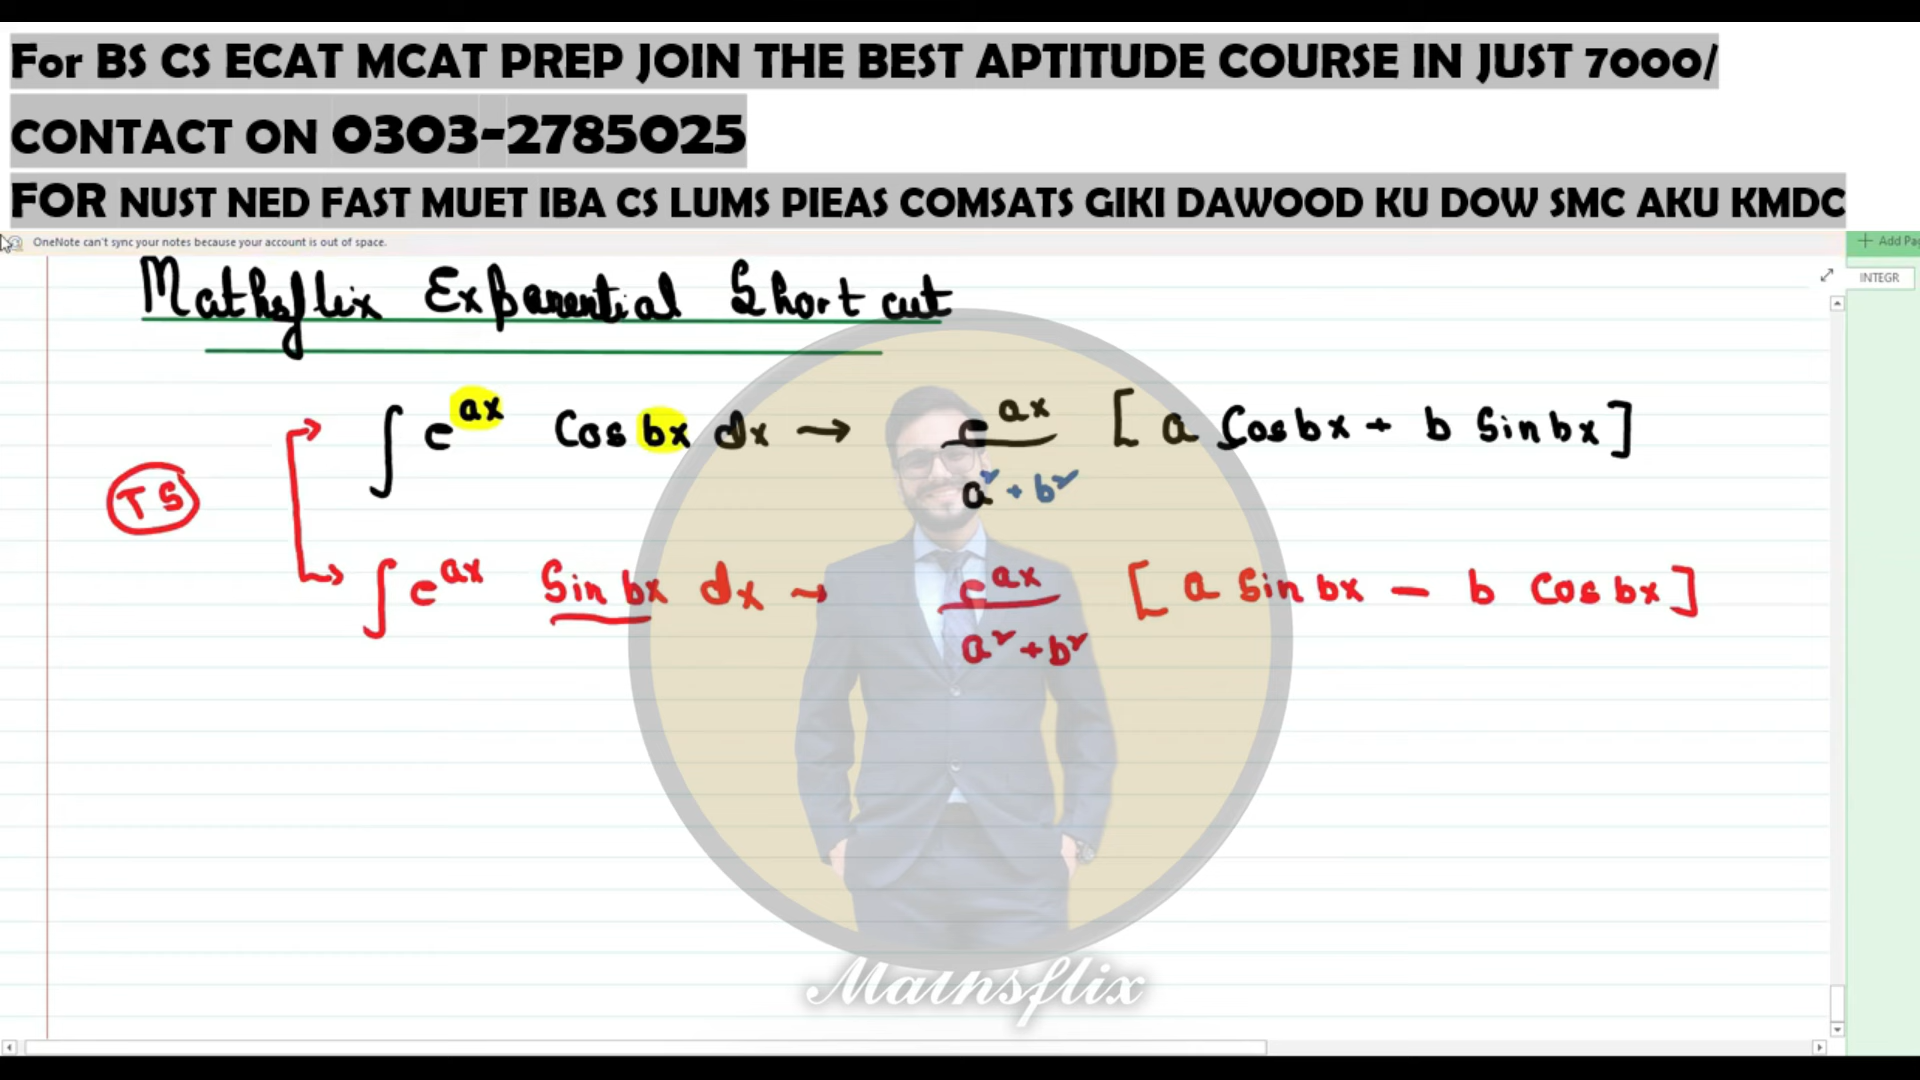 For BS CS ECAT MCAT PREP JOIN THE BEST APTITUDE COURSE IN JUST 7000/
CONTACT ON 0303-2785025
FOR NUST NED FAST MUET IBA CS LUMS PIEAS COMSATS GIKI DAWOOD KU DOW SMC AKU KMDC
OneNote can't sync your notes because your account is out of space.
Add Pag
INTEGR
Mathsflix Exponential Short cut
∫ e^ax Cos bx dx → e^ax / a² + b² [ a Cos bx + b Sin bx ]
TS
∫ e^ax Sin bx dx → e^ax / a² + b² [ a Sin bx - b Cos bx ]
Mathsflix